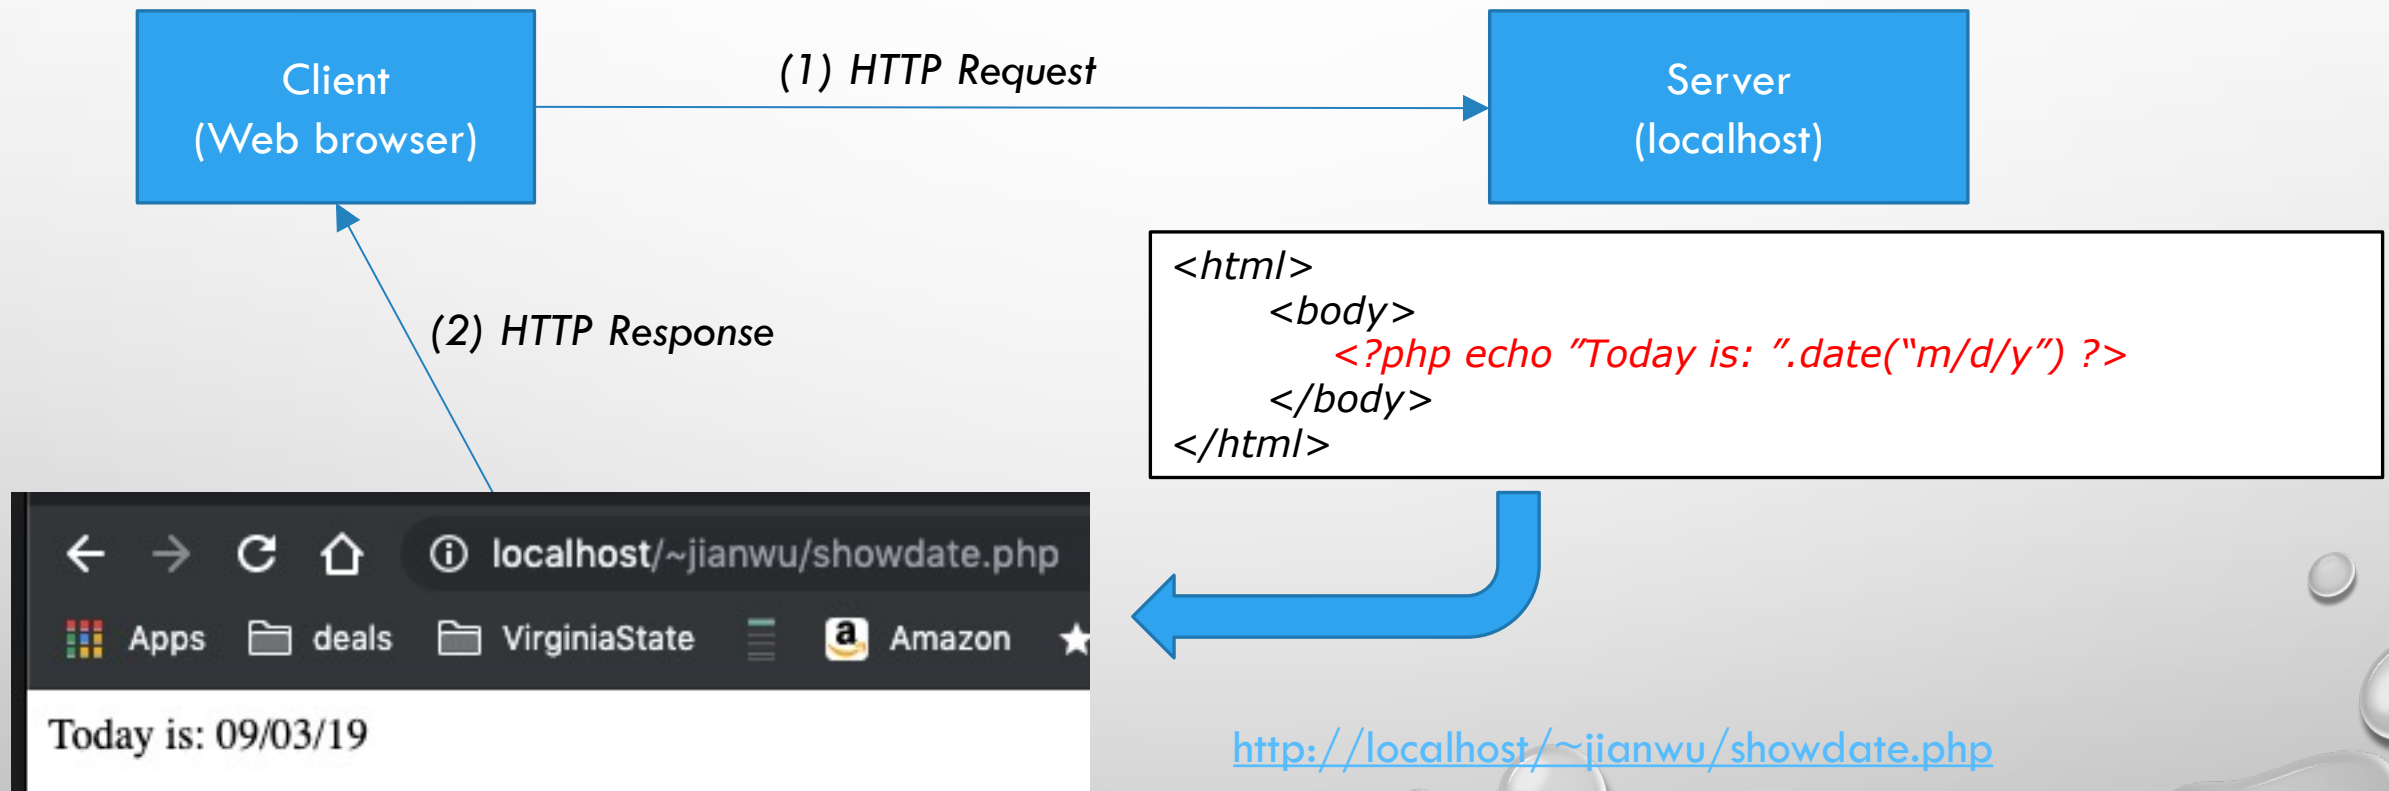 Client
(Web browser)
(1) HTTP Request
Server
(localhost)
(2) HTTP Response
<html>
<body>
<?php echo ”Today is: ”.date(“m/d/y”) ?>
</body>
</html>
localhost/~jianwu/showdate.php
Apps deals VirginiaState Amazon
Today is: 09/03/19
http://localhost/~jianwu/showdate.php